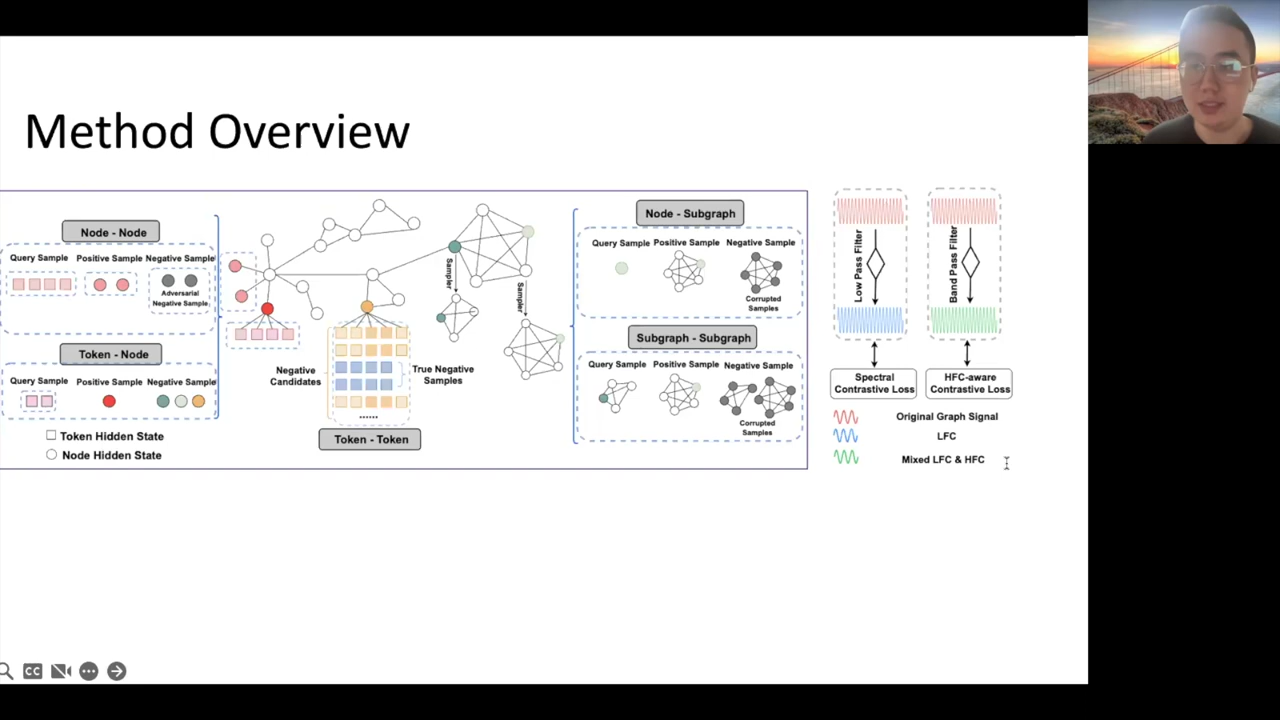 Method Overview
Node - Node
Query Sample
Positive Sample
Negative Sample
Adversarial
Negative Sample
Token - Node
Query Sample
Positive Sample
Negative Sample
Token Hidden State
Node Hidden State
Sampler
Sampler
Negative
Candidates
True Negative
Samples
......
Token - Token
Node - Subgraph
Query Sample
Positive Sample
Negative Sample
Corrupted
Samples
Subgraph - Subgraph
Query Sample
Positive Sample
Negative Sample
Corrupted
Samples
Low Pass Filter
Band Pass Filter
Spectral
Contrastive Loss
HFC-aware
Contrastive Loss
Original Graph Signal
LFC
Mixed LFC & HFC
CC